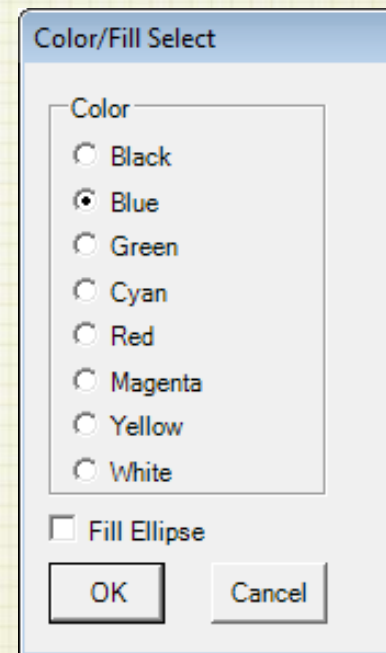 Color/Fill Select
Color
Black
Blue
Green
Cyan
Red
Magenta
Yellow
White
Fill Ellipse
OK Cancel